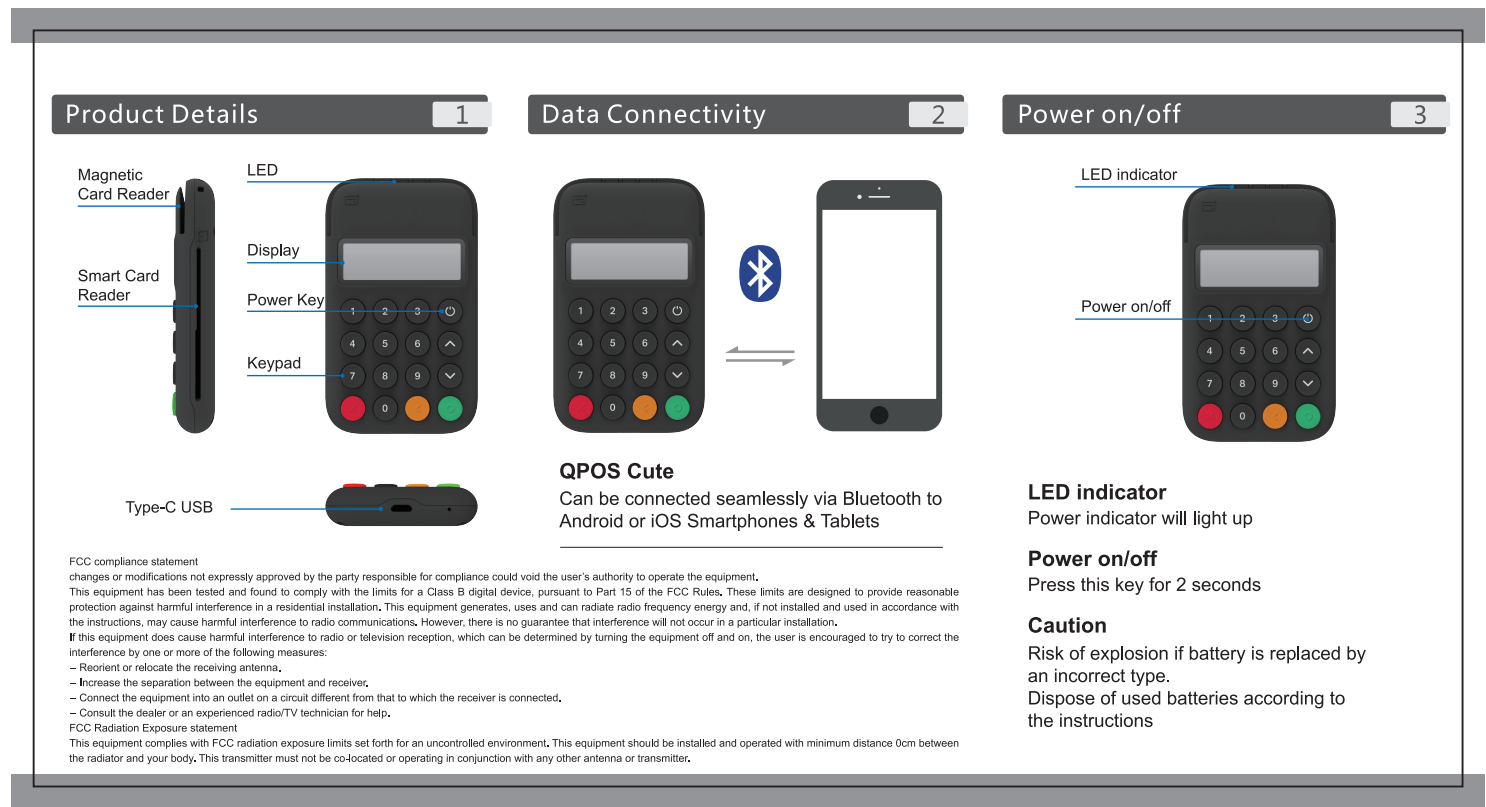 Product Details 1
Magnetic
Card Reader
Smart Card
Reader
LED
Display
Power Key
Keypad
1 2 3
4 5 6
7 8 9
0
Type-C USB
Data Connectivity 2
1 2 3
4 5 6
7 8 9
0
QPOS Cute
Can be connected seamlessly via Bluetooth to
Android or iOS Smartphones & Tablets
FCC compliance statement
changes or modifications not expressly approved by the party responsible for compliance could void the user's authority to operate the equipment.
This equipment has been tested and found to comply with the limits for a Class B digital device, pursuant to Part 15 of the FCC Rules. These limits are designed to provide reasonable
protection against harmful interference in a residential installation. This equipment generates, uses and can radiate radio frequency energy and, if not installed and used in accordance with
the instructions, may cause harmful interference to radio communications. However, there is no guarantee that interference will not occur in a particular installation.
If this equipment does cause harmful interference to radio or television reception, which can be determined by turning the equipment off and on, the user is encouraged to try to correct the
interference by one or more of the following measures:
– Reorient or relocate the receiving antenna.
– Increase the separation between the equipment and receiver.
– Connect the equipment into an outlet on a circuit different from that to which the receiver is connected.
– Consult the dealer or an experienced radio/TV technician for help.
FCC Radiation Exposure statement
This equipment complies with FCC radiation exposure limits set forth for an uncontrolled environment. This equipment should be installed and operated with minimum distance 0cm between
the radiator and your body. This transmitter must not be co-located or operating in conjunction with any other antenna or transmitter.
Power on/off 3
LED indicator
Power on/off
1 2 3
4 5 6
7 8 9
0
LED indicator
Power indicator will light up
Power on/off
Press this key for 2 seconds
Caution
Risk of explosion if battery is replaced by
an incorrect type.
Dispose of used batteries according to
the instructions